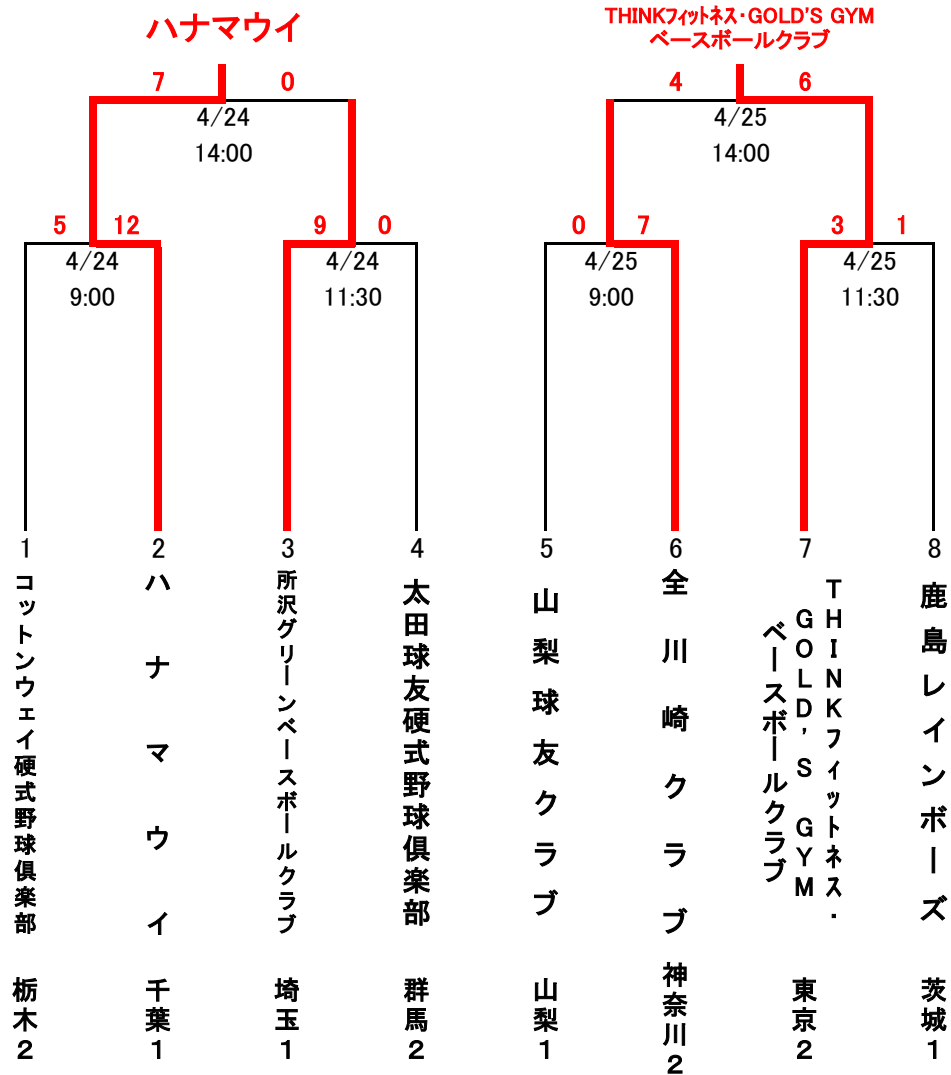 ハナマウイ
THINKフィットネス・GOLD'S GYM
ベースボールクラブ
7 0
4/24
14:00
4 6
4/25
14:00
5 12
4/24
9:00
9 0
4/24
11:30
0 7
4/25
9:00
3 1
4/25
11:30
1
コットンウェイ硬式野球倶楽部
栃木2
2
ハナマウイ
千葉1
3
所沢グリーンベースボールクラブ
埼玉1
4
太田球友硬式野球倶楽部
群馬2
5
山梨球友クラブ
山梨1
6
全川崎クラブ
神奈川2
7
THINKフィットネス・
GOLD'S GYM
ベースボールクラブ
東京2
8
鹿島レインボーズ
茨城1